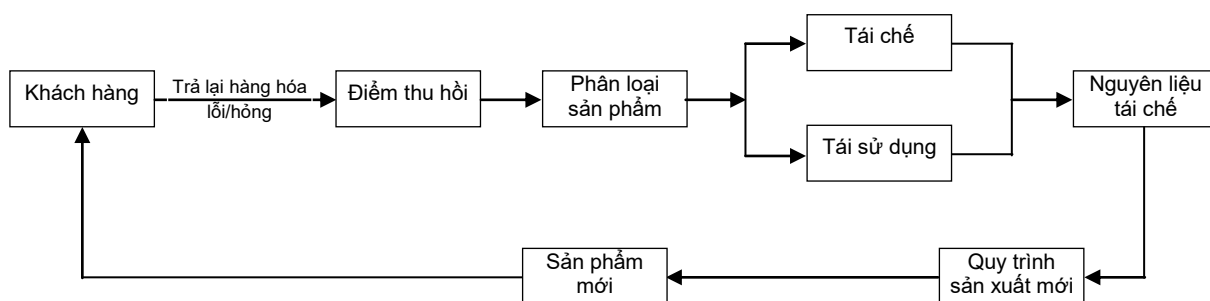 Khách hàng
Trả lại hàng hóa
lỗi/hỏng
Điểm thu hồi
Phân loại
sản phẩm
Tái chế
Tái sử dụng
Nguyên liệu
tái chế
Quy trình
sản xuất mới
Sản phẩm
mới